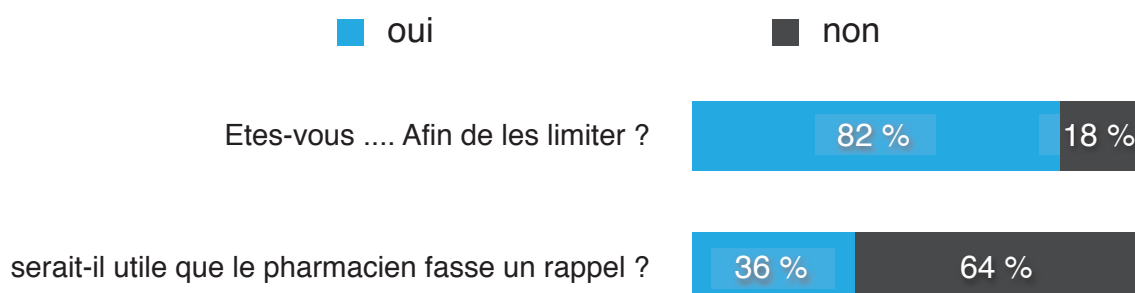 oui non
Etes-vous .... Afin de les limiter ? 82 % 18 %
serait-il utile que le pharmacien fasse un rappel ? 36 % 64 %